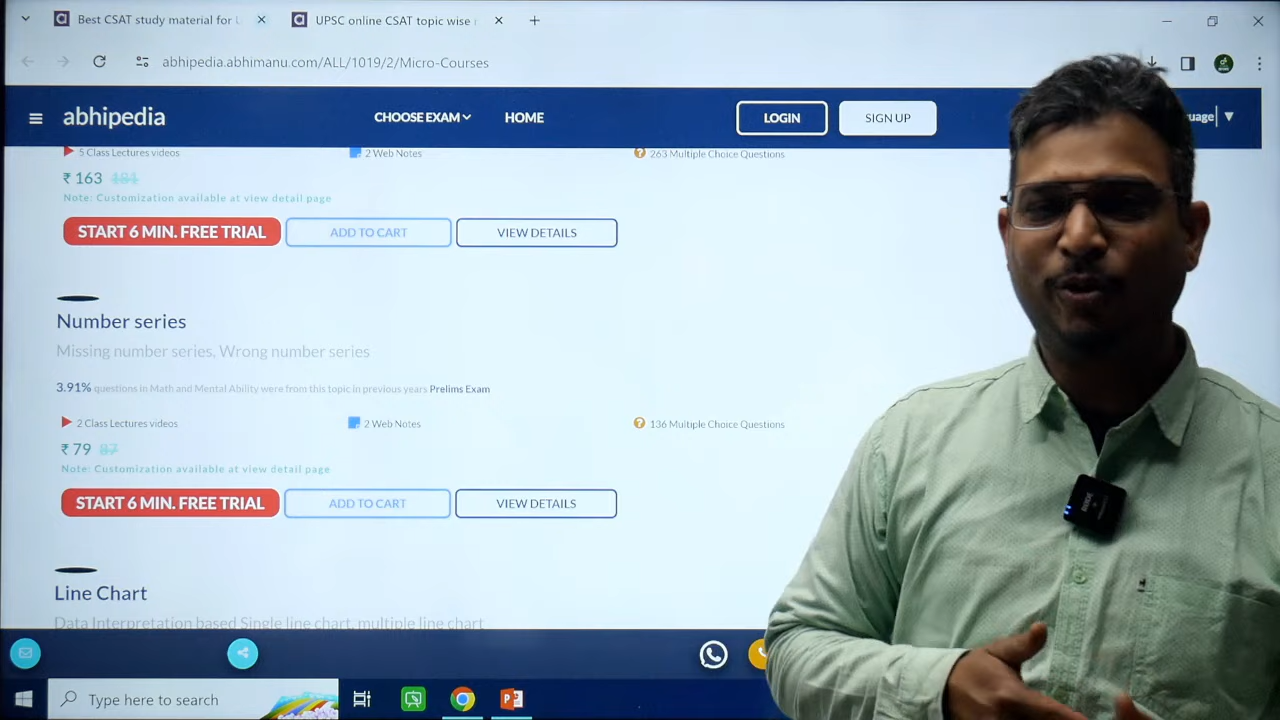 Best CSAT study material for
UPSC online CSAT topic wise
abhipedia.abhimanu.com/ALL/1019/2/Micro-Courses
abhipedia
CHOOSE EXAM
HOME
LOGIN
SIGN UP
uage
5 Class Lectures videos
2 Web Notes
263 Multiple Choice Questions
₹ 163 181
Note: Customization available at view detail page
START 6 MIN. FREE TRIAL
ADD TO CART
VIEW DETAILS
Number series
Missing number series, Wrong number series
3.91% questions in Math and Mental Ability were from this topic in previous years Prelims Exam
2 Class Lectures videos
2 Web Notes
136 Multiple Choice Questions
₹ 79 87
Note: Customization available at view detail page
START 6 MIN. FREE TRIAL
ADD TO CART
VIEW DETAILS
Line Chart
Data Interpretation based Single line chart, multiple line chart
Type here to search